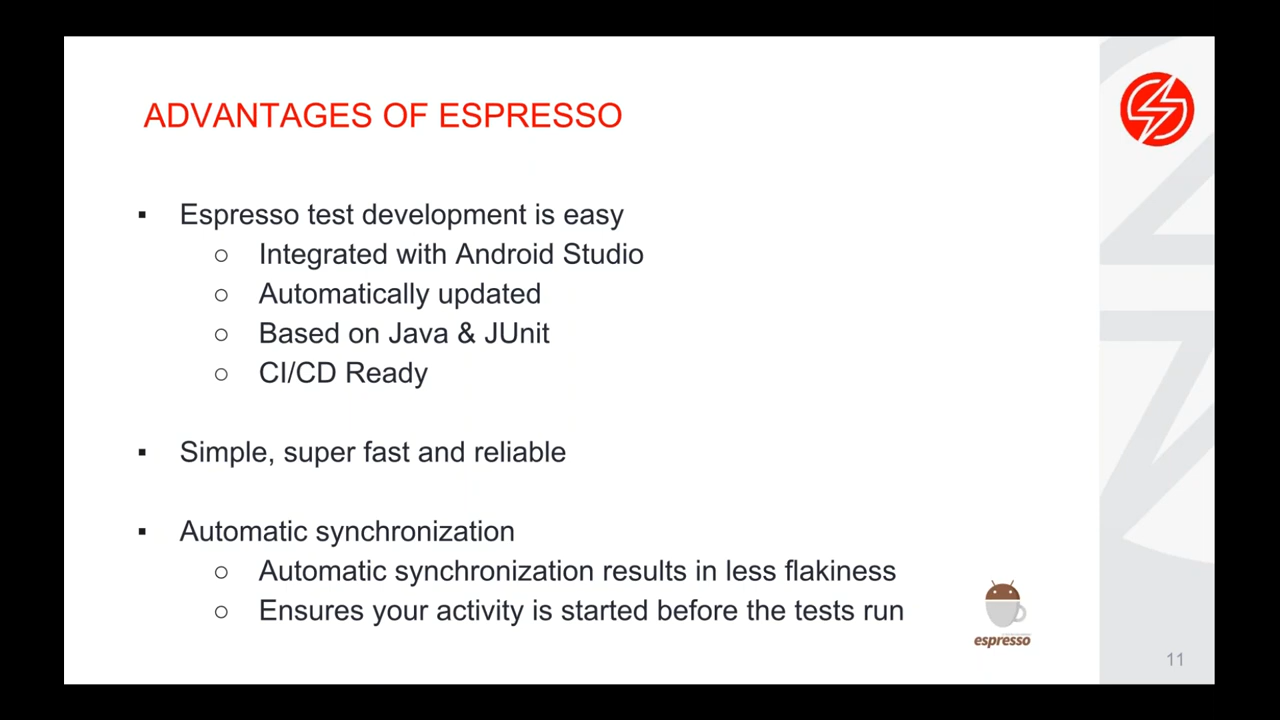 ADVANTAGES OF ESPRESSO
▪ Espresso test development is easy
○ Integrated with Android Studio
○ Automatically updated
○ Based on Java & JUnit
○ CI/CD Ready
▪ Simple, super fast and reliable
▪ Automatic synchronization
○ Automatic synchronization results in less flakiness
○ Ensures your activity is started before the tests run
espresso
11